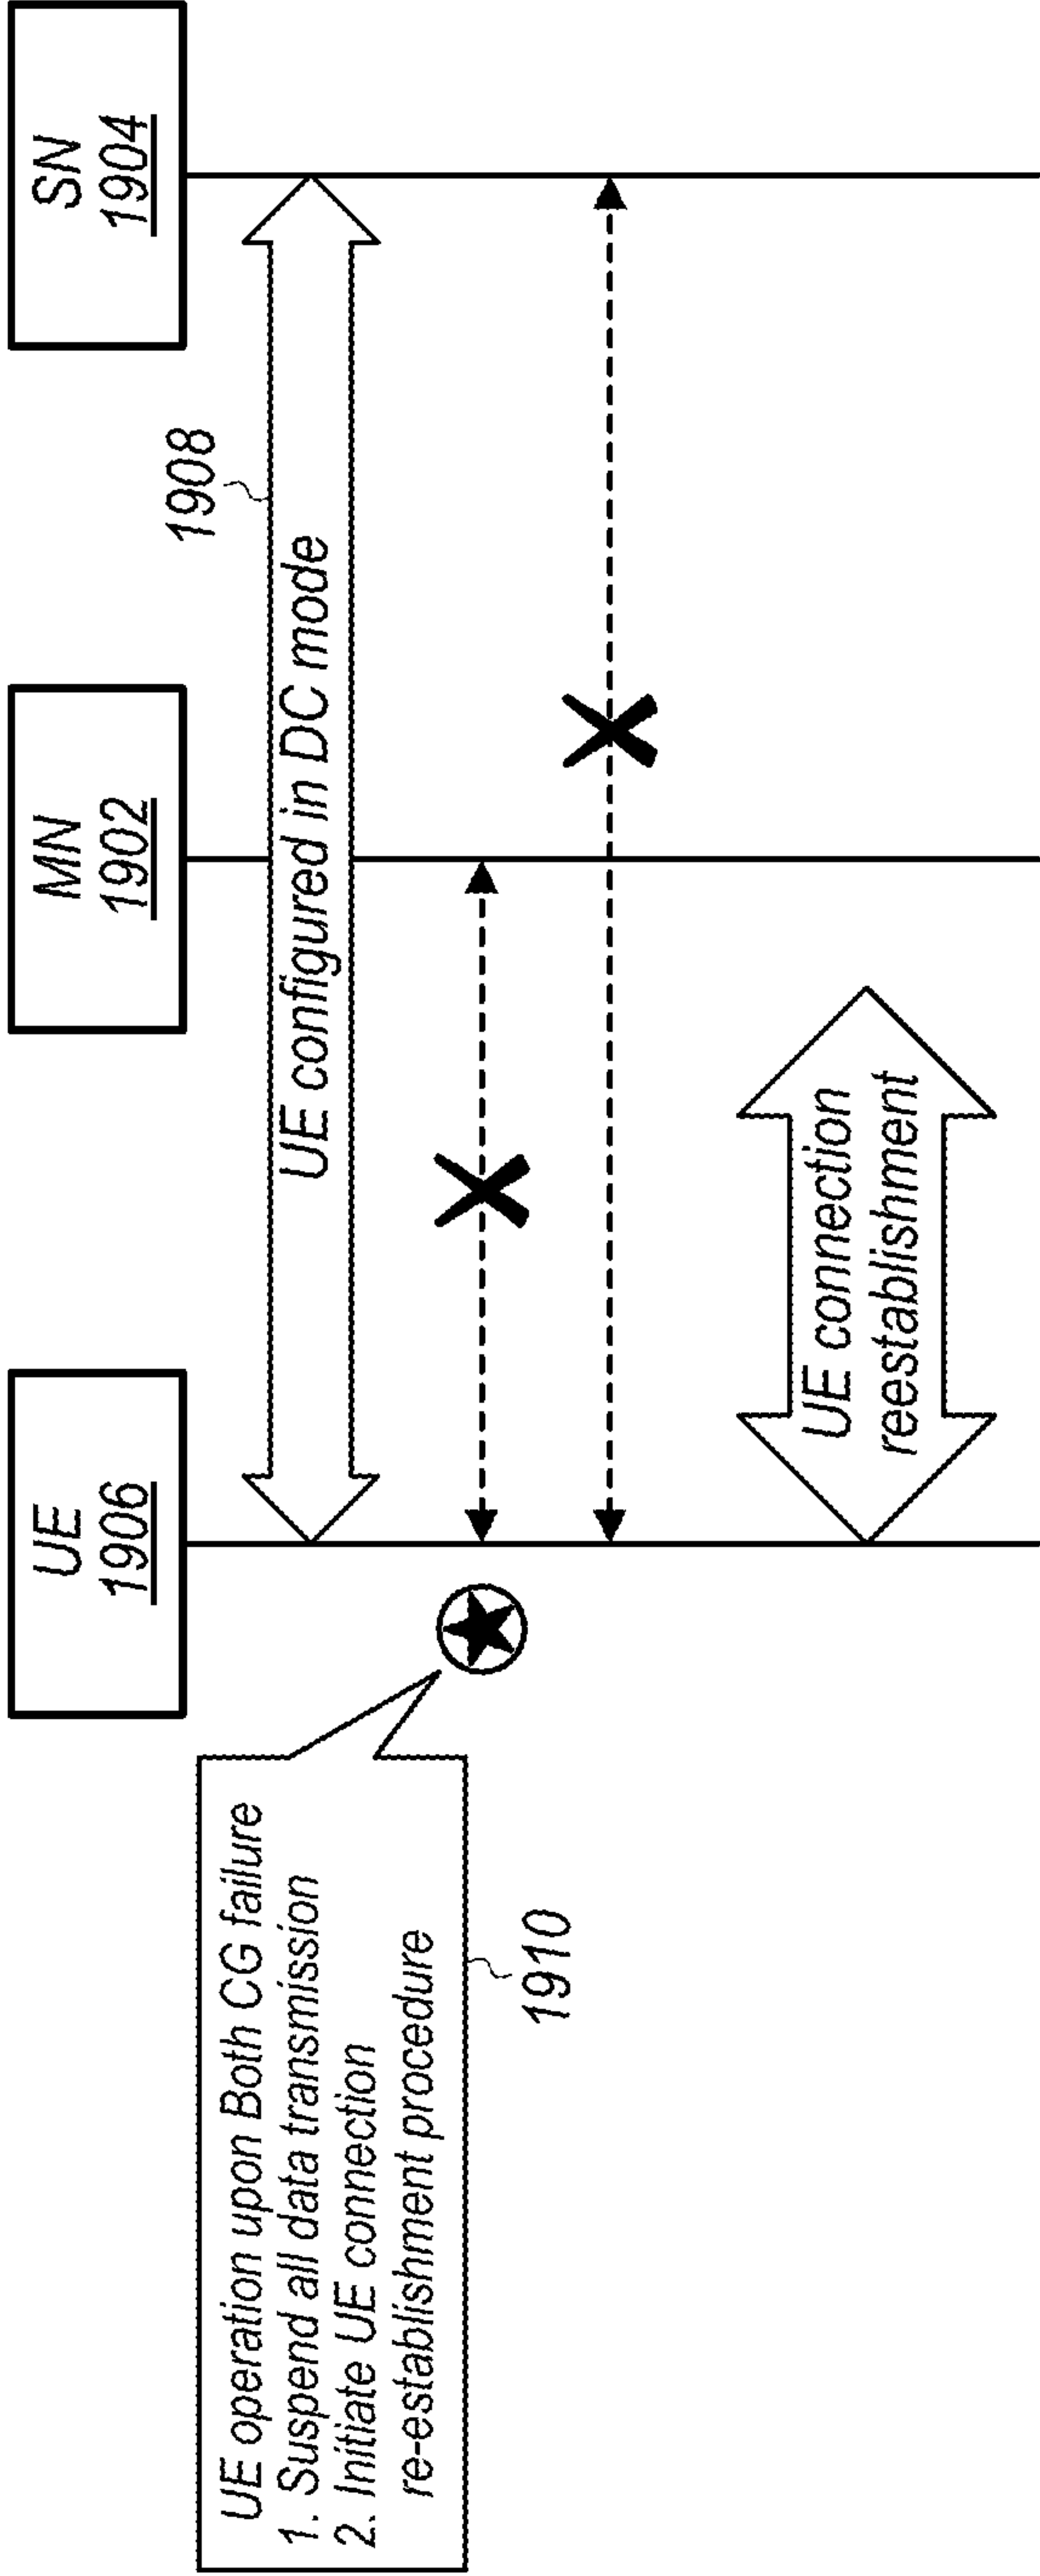 UE
1906
MN
1902
SN
1904
1908
UE configured in DC mode
UE operation upon Both CG failure
1. Suspend all data transmission
2. Initiate UE connection
re-establishment procedure
1910
UE connection
reestablishment